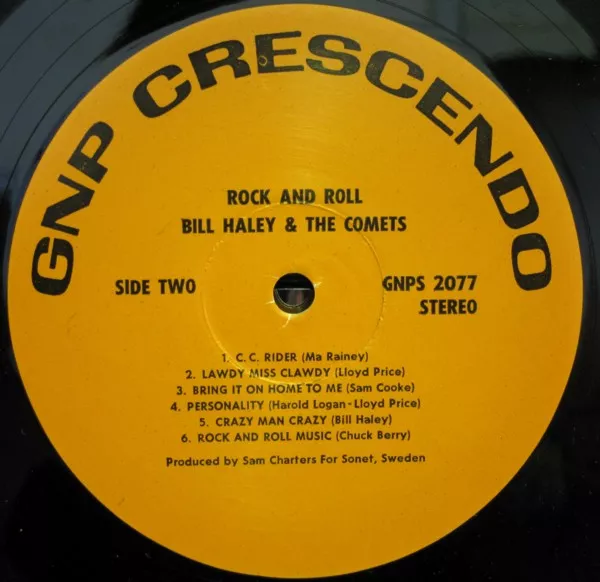 GNP CRESCENDO
ROCK AND ROLL
BILL HALEY & THE COMETS
SIDE TWO
GNPS 2077
STEREO
1. C. C. RIDER (Ma Rainey)
2. LAWDY MISS CLAWDY (Lloyd Price)
3. BRING IT ON HOME TO ME (Sam Cooke)
4. PERSONALITY (Harold Logan-Lloyd Price)
5. CRAZY MAN CRAZY (Bill Haley)
6. ROCK AND ROLL MUSIC (Chuck Berry)
Produced by Sam Charters For Sonet, Sweden